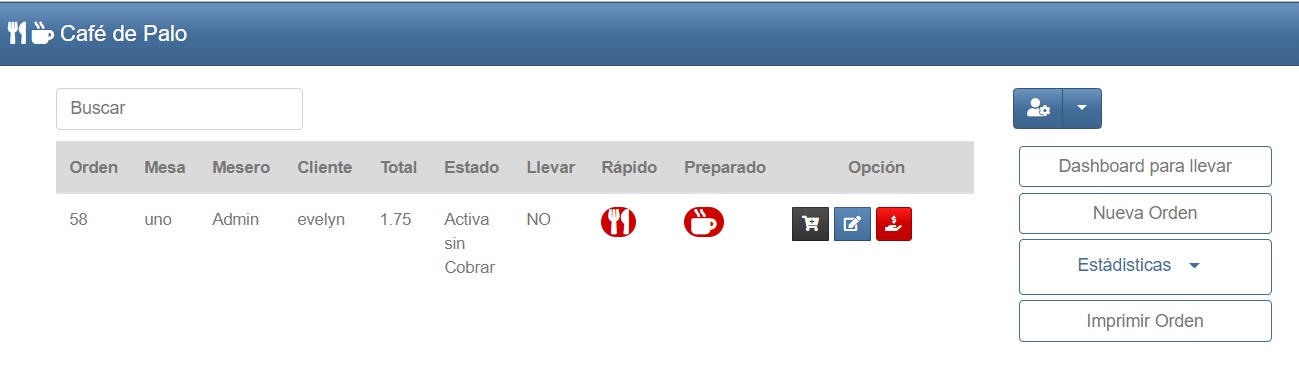 Café de Palo
Buscar
Orden Mesa Mesero Cliente Total Estado Llevar Rápido Preparado Opción
58 uno Admin evelyn 1.75 Activa NO
sin
Cobrar
Dashboard para llevar
Nueva Orden
Estádisticas
Imprimir Orden